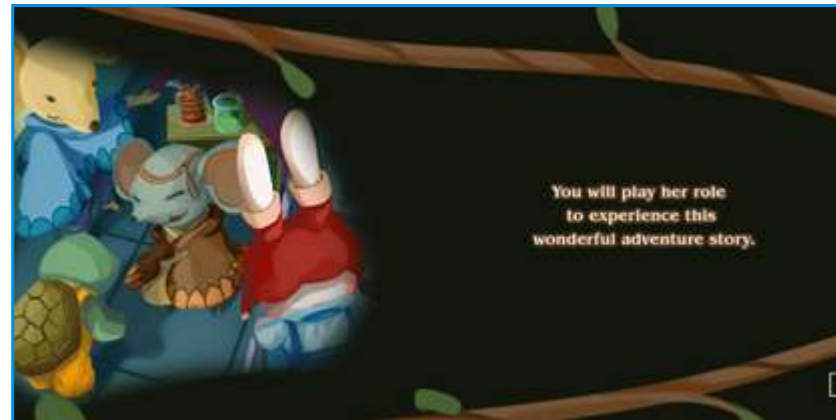 You will play her role
to experience this
wonderful adventure story.